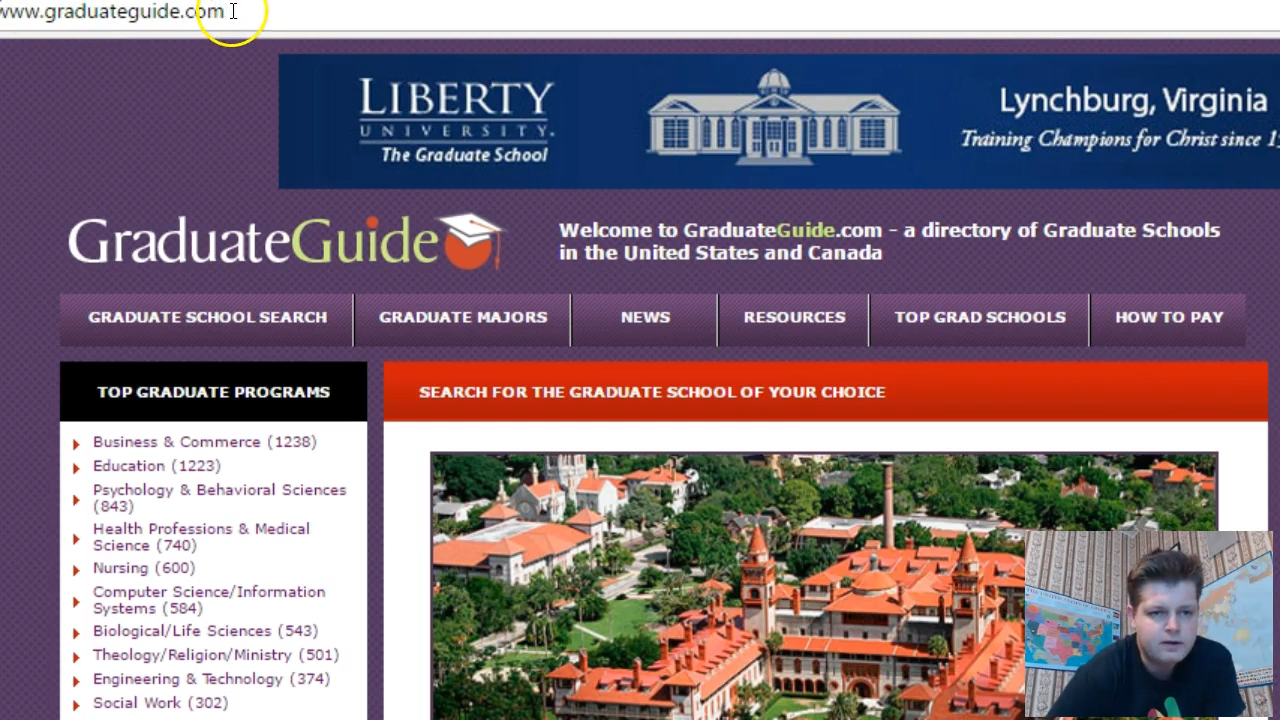 www.graduateguide.com
LIBERTY
UNIVERSITY.
The Graduate School
Lynchburg, Virginia
Training Champions for Christ since
GraduateGuide
Welcome to GraduateGuide.com - a directory of Graduate Schools
in the United States and Canada
GRADUATE SCHOOL SEARCH
GRADUATE MAJORS
NEWS
RESOURCES
TOP GRAD SCHOOLS
HOW TO PAY
TOP GRADUATE PROGRAMS
Business & Commerce (1238)
Education (1223)
Psychology & Behavioral Sciences
(843)
Health Professions & Medical
Science (740)
Nursing (600)
Computer Science/Information
Systems (584)
Biological/Life Sciences (543)
Theology/Religion/Ministry (501)
Engineering & Technology (374)
Social Work (302)
SEARCH FOR THE GRADUATE SCHOOL OF YOUR CHOICE